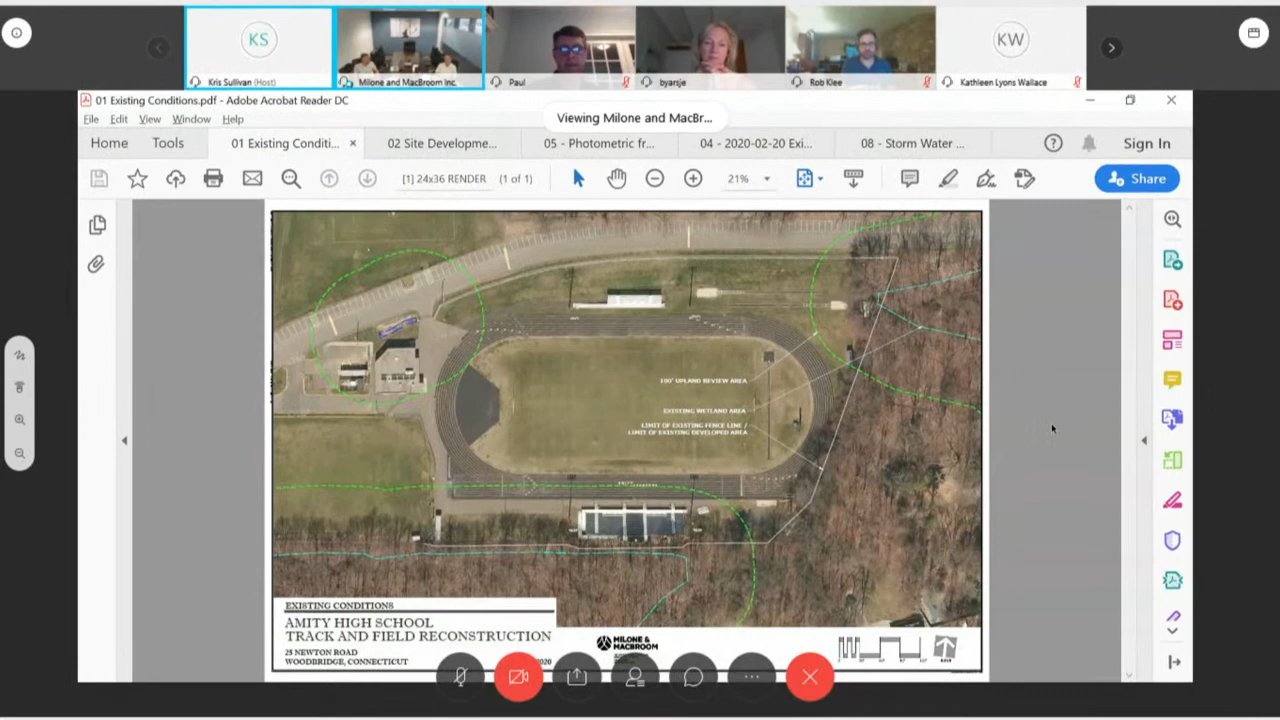 KS
KW
Kris Sullivan (Host)
Milone and MacBroom Inc.
Paul
byarsje
Rob Klee
Kathleen Lyons Wallace
01 Existing Conditions.pdf - Adobe Acrobat Reader DC
File Edit View Window Help
Viewing Milone and MacBr...
Home Tools 01 Existing Conditi... × 02 Site Developme... 05 - Photometric fr... 04 - 2020-02-20 Exi... 08 - Storm Water ... Sign In
[1] 24x36 RENDER (1 of 1) 21% Share
100' UPLAND REVIEW AREA
EXISTING WETLAND AREA
LIMIT OF EXISTING FENCE LINE /
LIMIT OF EXISTING DEVELOPED AREA
EXISTING CONDITIONS
AMITY HIGH SCHOOL
TRACK AND FIELD RECONSTRUCTION
25 NEWTON ROAD
WOODBRIDGE, CONNECTICUT
2020
MILONE &
MACBROOM